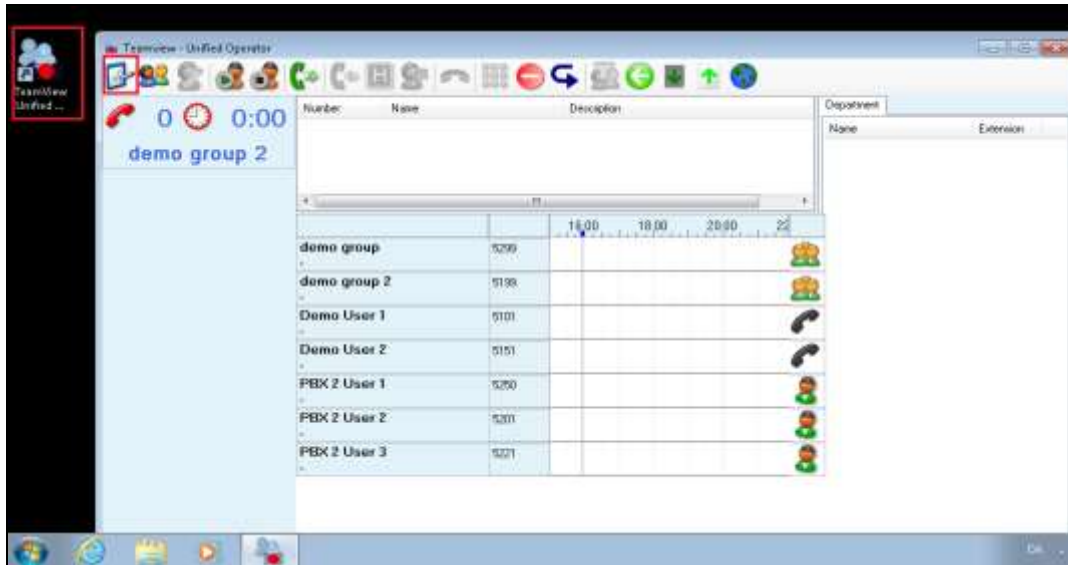 TeamView
Unified ...
Teamview - Unified Operator
0 0:00
demo group 2
Number Name Description
Department
Name Extension
16:00 18:00 20:00 22
demo group 5299
demo group 2 5199
Demo User 1 5101
Demo User 2 5151
PBX 2 User 1 5250
PBX 2 User 2 5201
PBX 2 User 3 5221